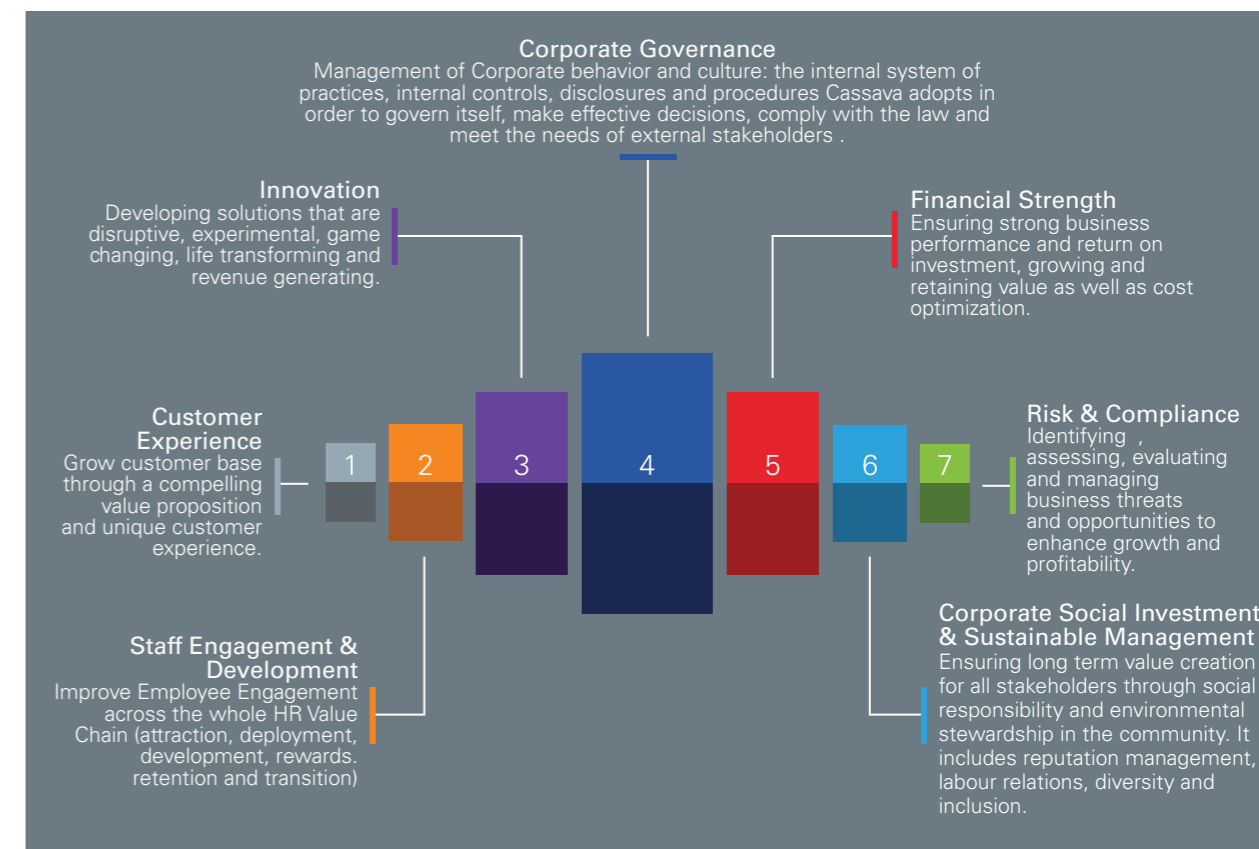 Corporate Governance
Management of Corporate behavior and culture: the internal system of
practices, internal controls, disclosures and procedures Cassava adopts in
order to govern itself, make effective decisions, comply with the law and
meet the needs of external stakeholders .
Innovation
Developing solutions that are
disruptive, experimental, game
changing, life transforming and
revenue generating.
Financial Strength
Ensuring strong business
performance and return on
investment, growing and
retaining value as well as cost
optimization.
Customer
Experience
Grow customer base
through a compelling
value proposition
and unique customer
experience.
1
2
3
4
5
6
7
Risk & Compliance
Identifying ,
assessing, evaluating
and managing
business threats
and opportunities to
enhance growth and
profitability.
Staff Engagement &
Development
Improve Employee Engagement
across the whole HR Value
Chain (attraction, deployment,
development, rewards.
retention and transition)
Corporate Social Investment
& Sustainable Management
Ensuring long term value creation
for all stakeholders through social
responsibility and environmental
stewardship in the community. It
includes reputation management,
labour relations, diversity and
inclusion.